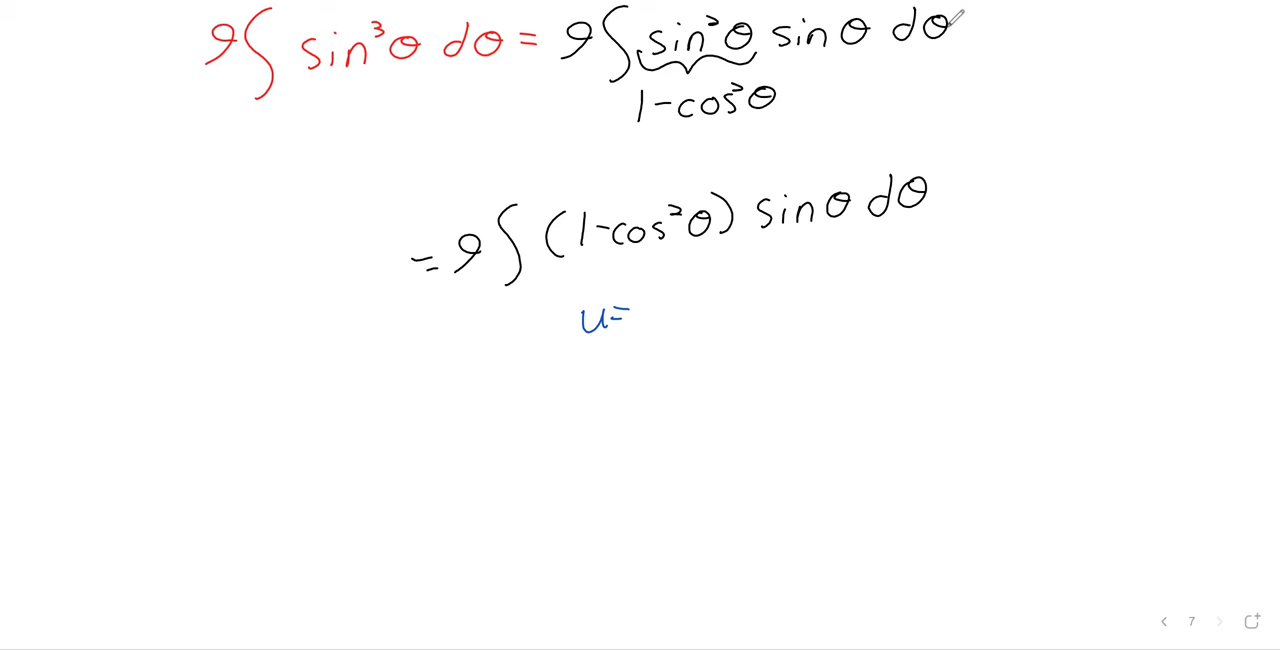 9∫ sin³θ dθ = 9∫ sin²θ sinθ dθ
1-cos²θ
= 9∫ (1-cos²θ) sinθ dθ
u=
7